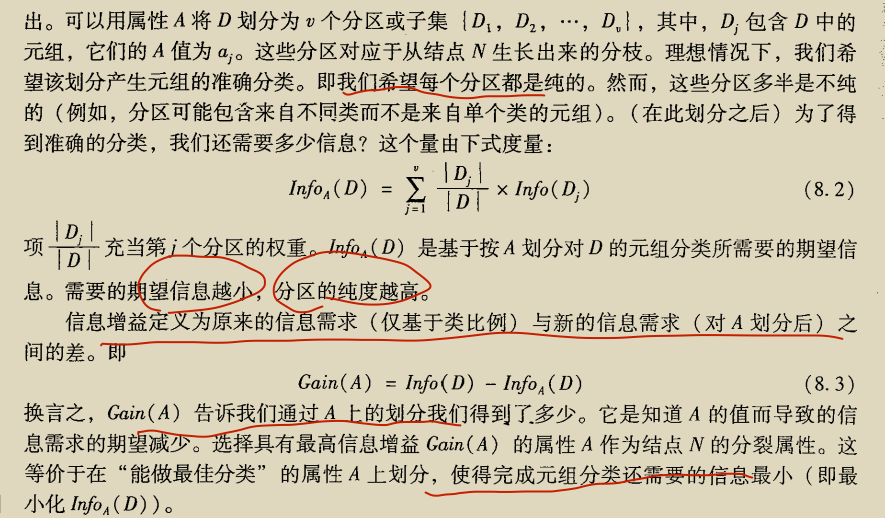 出。可以用属性 A 将 D 划分为 v 个分区或子集 {D₁, D₂, …, Dᵥ}，其中，Dⱼ 包含 D 中的
元组，它们的 A 值为 aⱼ。这些分区对应于从结点 N 生长出来的分枝。理想情况下，我们希
望该划分产生元组的准确分类。即我们希望每个分区都是纯的。然而，这些分区多半是不纯
的（例如，分区可能包含来自不同类而不是来自单个类的元组）。（在此划分之后）为了得
到准确的分类，我们还需要多少信息？这个量由下式度量：
Info_A(D) = \sum_{j=1}^{v} \frac{|D_j|}{|D|} × Info(D_j) (8.2)
项 \frac{|D_j|}{|D|} 充当第 j 个分区的权重。Info_A(D) 是基于按 A 划分对 D 的元组分类所需要的期望信
息。需要的期望信息越小，分区的纯度越高。
信息增益定义为原来的信息需求（仅基于类比例）与新的信息需求（对 A 划分后）之
间的差。即
Gain(A) = Info(D) - Info_A(D) (8.3)
换言之，Gain(A) 告诉我们通过 A 上的划分我们得到了多少。它是知道 A 的值而导致的信
息需求的期望减少。选择具有最高信息增益 Gain(A) 的属性 A 作为结点 N 的分裂属性。这
等价于在“能做最佳分类”的属性 A 上划分，使得完成元组分类还需要的信息最小（即最
小化 Info_A(D)）。